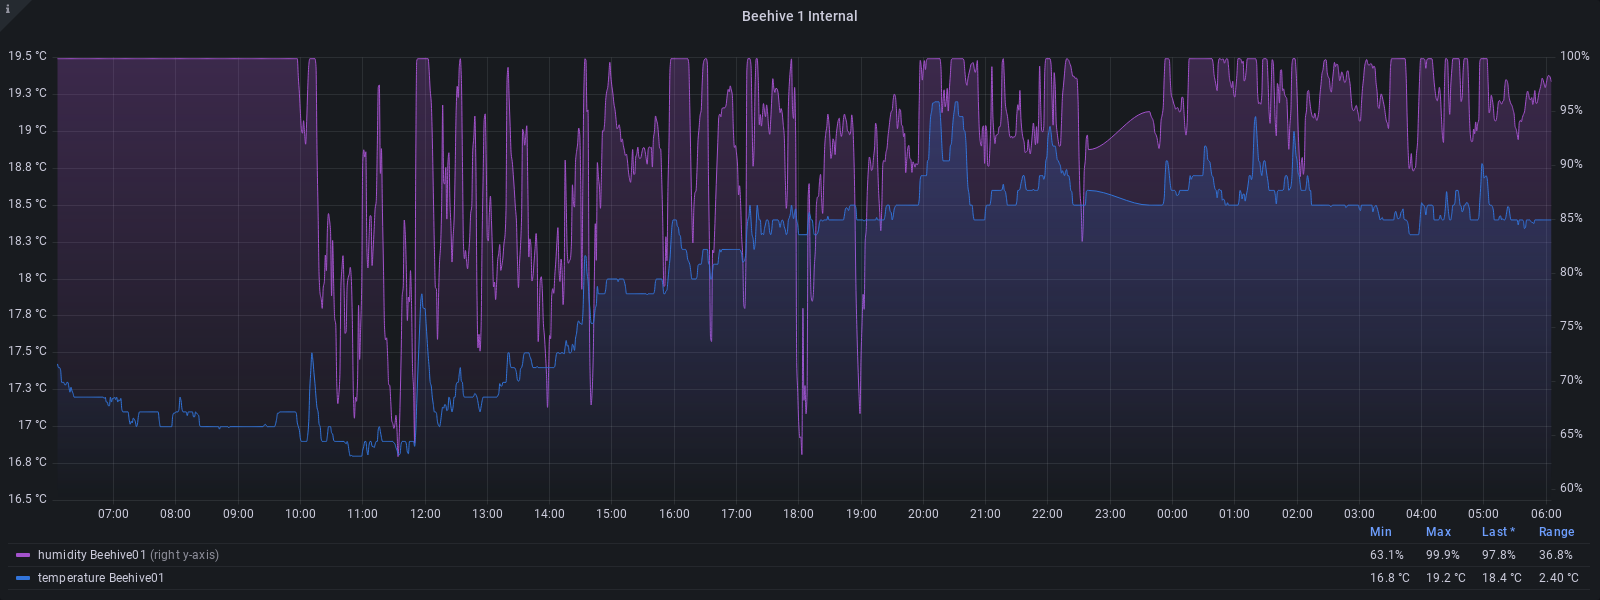 i
Beehive 1 Internal
19.5 °C
19.3 °C
19 °C
18.8 °C
18.5 °C
18.3 °C
18 °C
17.8 °C
17.5 °C
17.3 °C
17 °C
16.8 °C
16.5 °C
100%
95%
90%
85%
80%
75%
70%
65%
60%
07:00 08:00 09:00 10:00 11:00 12:00 13:00 14:00 15:00 16:00 17:00 18:00 19:00 20:00 21:00 22:00 23:00 00:00 01:00 02:00 03:00 04:00 05:00 06:00
Min Max Last * Range
humidity Beehive01 (right y-axis) 63.1% 99.9% 97.8% 36.8%
temperature Beehive01 16.8 °C 19.2 °C 18.4 °C 2.40 °C